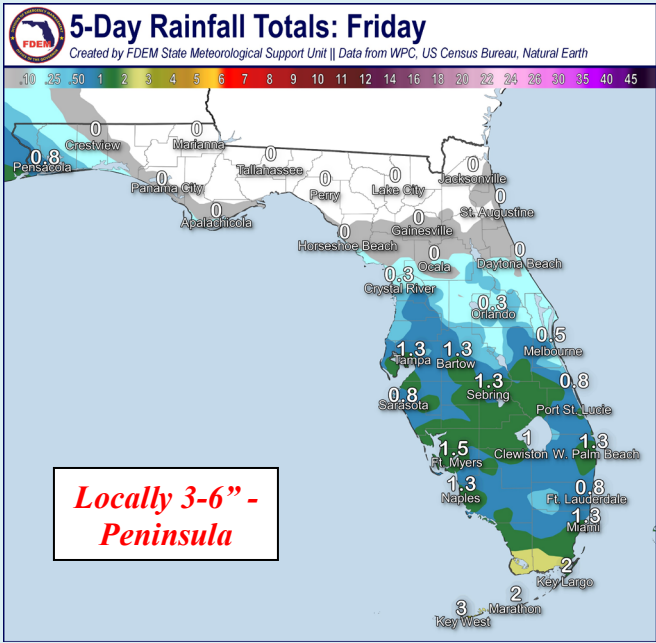 5-Day Rainfall Totals: Friday
FDEM
Created by FDEM State Meteorological Support Unit || Data from WPC, US Census Bureau, Natural Earth
.10 .25 .50 1 2 3 4 5 6 7 8 9 10 11 12 14 16 18 20 22 24 26 30 35 40 45
0
Crestview
0
Marianna
0.8
Pensacola
0
Tallahassee
0
Jacksonville
0
Panama City
0
Perry
0
Lake City
0
St. Augustine
0
Apalachicola
0
Gainesville
0
Horseshoe Beach
0
Ocala
0
Daytona Beach
0.3
Crystal River
0.3
Orlando
0.5
Melbourne
1.3
Tampa
1.3
Bartow
1.3
Sebring
0.8
Port St. Lucie
0.8
Sarasota
1.5
Ft. Myers
1
Clewiston
1.3
W. Palm Beach
1.3
Naples
0.8
Ft. Lauderdale
1.3
Miami
2
Key Largo
2
Marathon
3
Key West
Locally 3-6” -
Peninsula